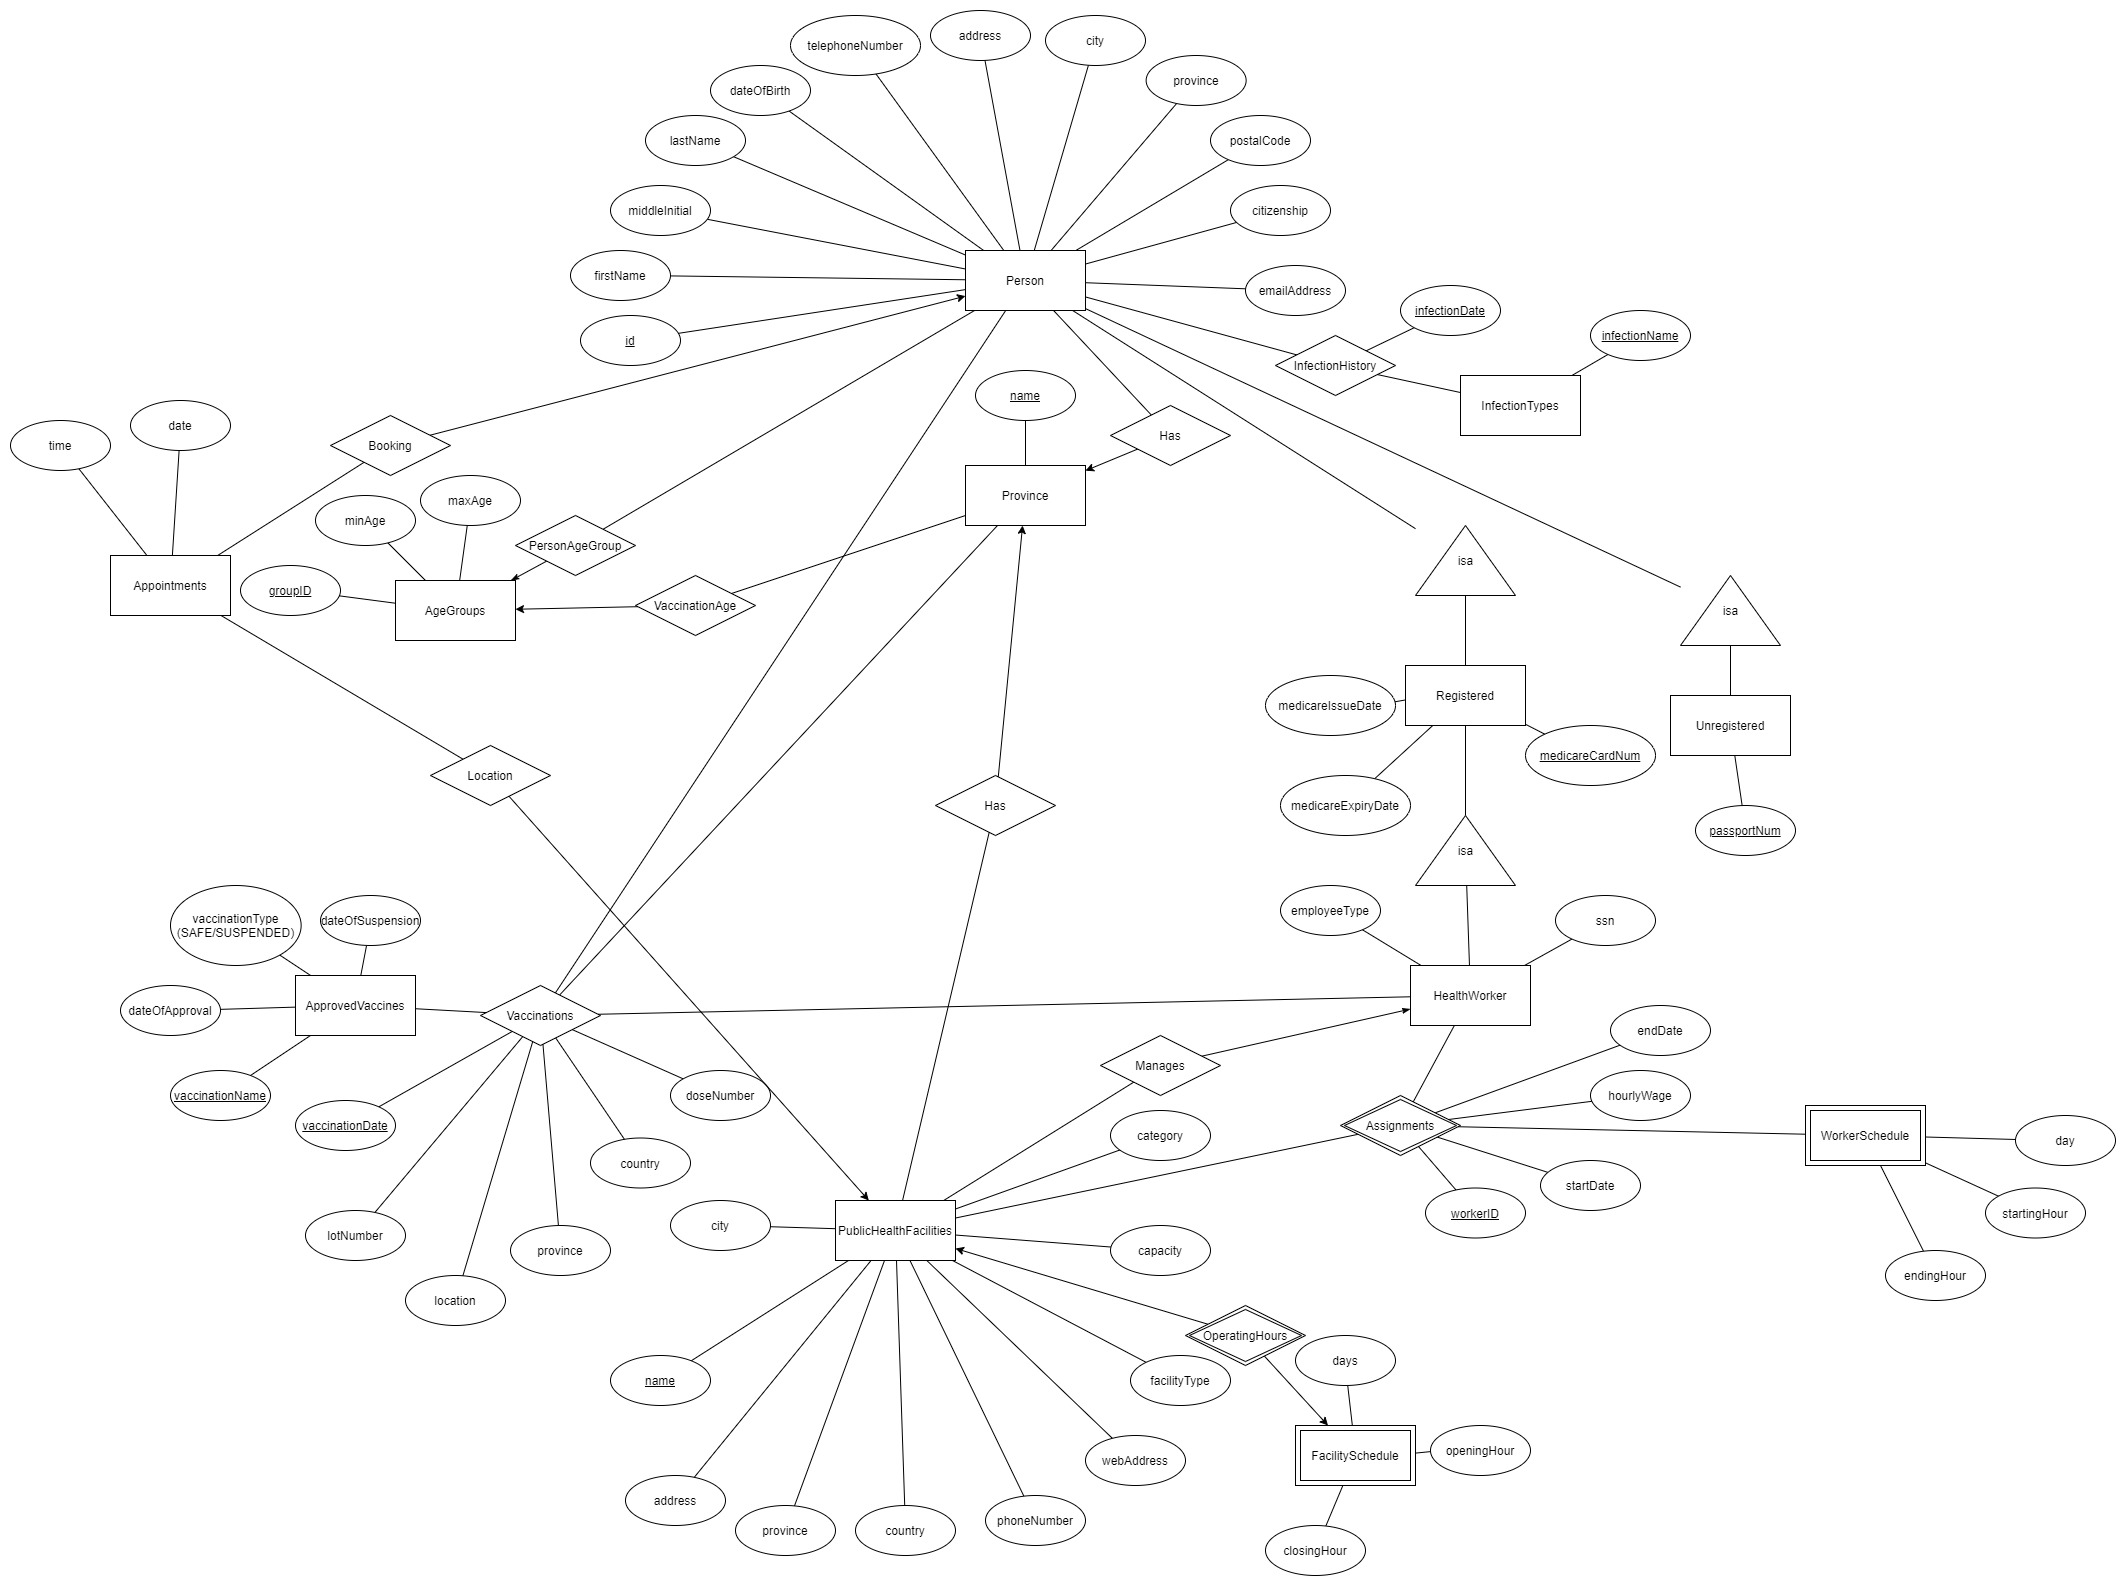 address
city
telephoneNumber
province
dateOfBirth
lastName
postalCode
middleInitial
citizenship
firstName
Person
emailAddress
infectionDate
id
infectionName
InfectionHistory
name
InfectionTypes
date
time
Booking
Has
maxAge
Province
minAge
PersonAgeGroup
isa
Appointments
groupID
AgeGroups
VaccinationAge
isa
Registered
medicareIssueDate
Unregistered
medicareCardNum
Location
Has
medicareExpiryDate
passportNum
isa
employeeType
vaccinationType
(SAFE/SUSPENDED)
dateOfSuspension
ssn
HealthWorker
ApprovedVaccines
dateOfApproval
Vaccinations
endDate
Manages
vaccinationName
doseNumber
hourlyWage
vaccinationDate
Assignments
category
WorkerSchedule
day
country
startDate
workerID
startingHour
city
PublicHealthFacilities
lotNumber
province
capacity
endingHour
location
OperatingHours
days
name
facilityType
openingHour
FacilitySchedule
webAddress
address
phoneNumber
province
country
closingHour